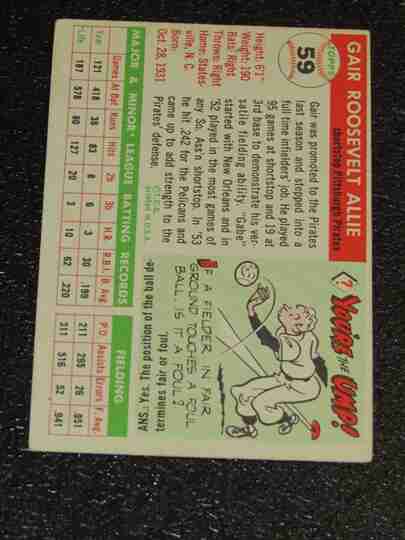 TOPPS
59
GAIR ROOSEVELT ALLIE
shortstop Pittsburgh Pirates
Height: 6'1"
Weight: 190
Bats: Right
Throws: Right
Home: States-
ville, N. C.
Born:
Oct. 28, 1931.
Gair was promoted to the Pirates
last season and stepped into a
full time infielders' job. He played
95 games at shortstop and 19 at
3rd base to demonstrate his ver-
satile fielding ability. "Gabe"
started with New Orleans and in
'52 played in the most games of
any So. Ass'n shortstop. In '53
he hit .242 for the Pelicans and
came up to add strength to the
Pirates' defense.
© T. C. G.
PRINTED IN U.S.A.
? You're THE UMP!
IF A FIELDER IN FAIR
GROUND TOUCHES A FOUL
BALL, IS IT A FOUL?
ANS: Yes. The position of the ball de-
termines fair or foul.
MAJOR & MINOR LEAGUE BATTING RECORDS
FIELDING
Games At Bat Runs Hits 2b 3b H.R. R.B.I. B. Avg. P.O. Assists Errors F. Avg.
Year 121 418 38 83 8 6 3 30 .199 211 295 26 .951
Life 187 578 80 127 20 3 10 62 .220 311 516 52 .941